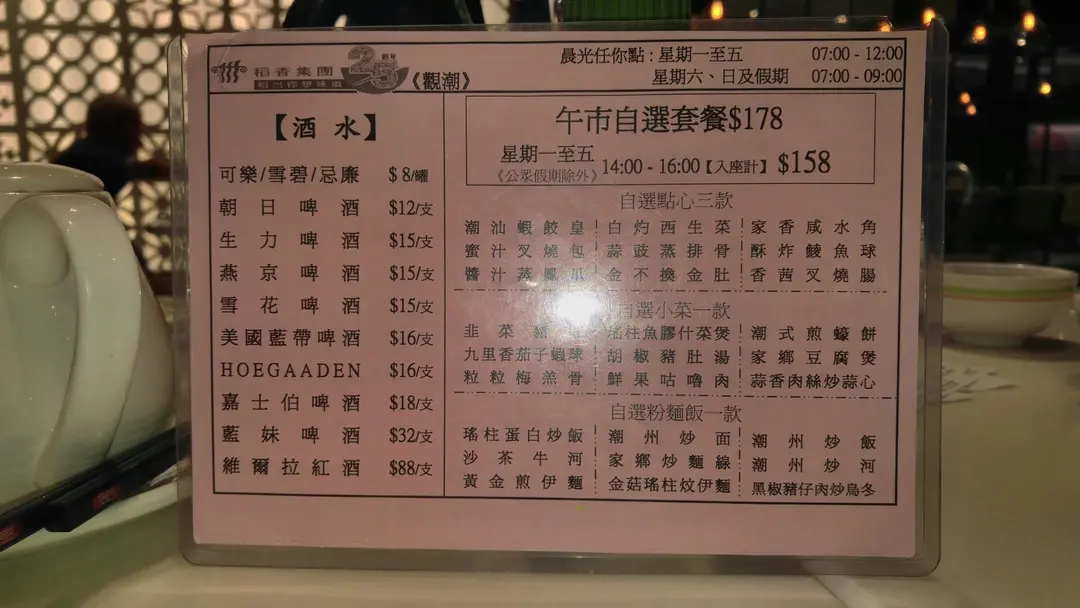 稻香集團
25
《觀潮》
晨光任你點：星期一至五 07:00 - 12:00
星期六、日及假期 07:00 - 09:00
【酒 水】
可樂/雪碧/忌廉 $8/罐
朝日啤酒 $12/支
生力啤酒 $15/支
燕京啤酒 $15/支
雪花啤酒 $15/支
美國藍帶啤酒 $16/支
HOEGAADEN $16/支
嘉士伯啤酒 $18/支
藍妹啤酒 $32/支
維爾拉紅酒 $88/支
午市自選套餐$178
星期一至五
《公眾假期除外》
14:00 - 16:00【入座計】 $158
自選點心三款
潮汕蝦餃皇 白灼西生菜 家香咸水角
蜜汁叉燒包 蒜豉蒸排骨 酥炸鯪魚球
醬汁蒸鳳爪 金不換金肚 香茜叉燒腸
自選小菜一款
韭菜豬 瑤柱魚膠什菜煲 潮式煎蠔餅
九里香茄子蝦球 胡椒豬肚湯 家鄉豆腐煲
粒粒梅羔骨 鮮果咕嚕肉 蒜香肉絲炒蒜心
自選粉麵飯一款
瑤柱蛋白炒飯 潮州炒面 潮州炒飯
沙茶牛河 家鄉炒麵線 潮州炒河
黃金煎伊麵 金菇瑤柱炆伊麵 黑椒豬仔肉炒烏冬